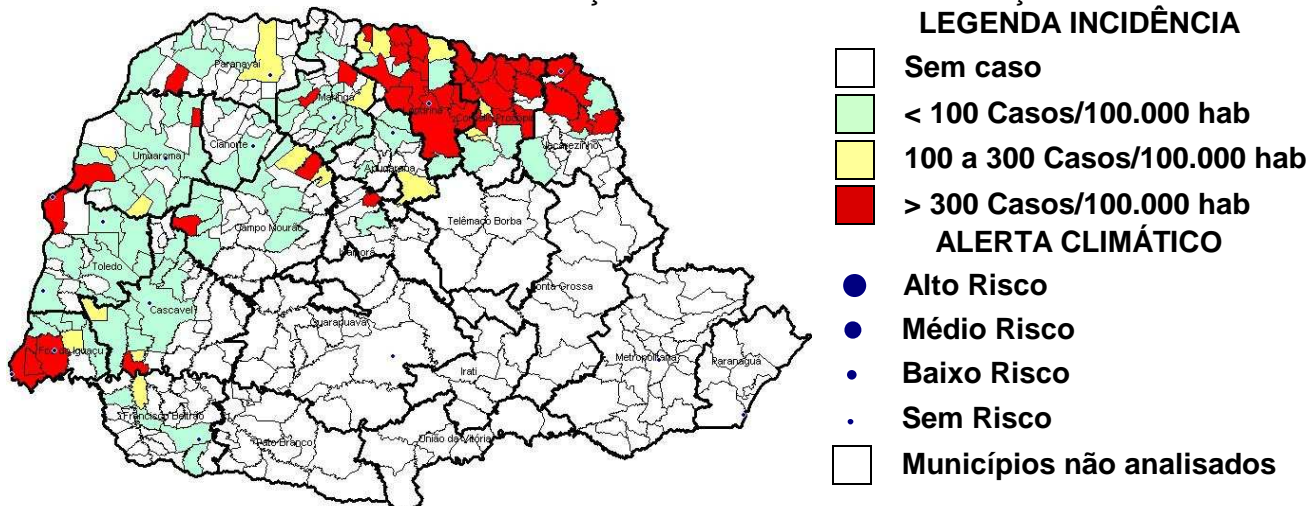 LEGENDA INCIDÊNCIA
Sem caso
< 100 Casos/100.000 hab
100 a 300 Casos/100.000 hab
> 300 Casos/100.000 hab
ALERTA CLIMÁTICO
Alto Risco
Médio Risco
Baixo Risco
Sem Risco
Municípios não analisados
Paranavaí
Maringá
Londrina
Cornélio Procópio
Jacarezinho
Umuarama
Cianorte
Apucarana
Campo Mourão
Telêmaco Borba
Ivaiporã
Toledo
Ponta Grossa
Cascavel
Guarapuava
Foz do Iguaçu
Irati
Metropolitana
Paranaguá
Francisco Beltrão
Pato Branco
União da Vitória